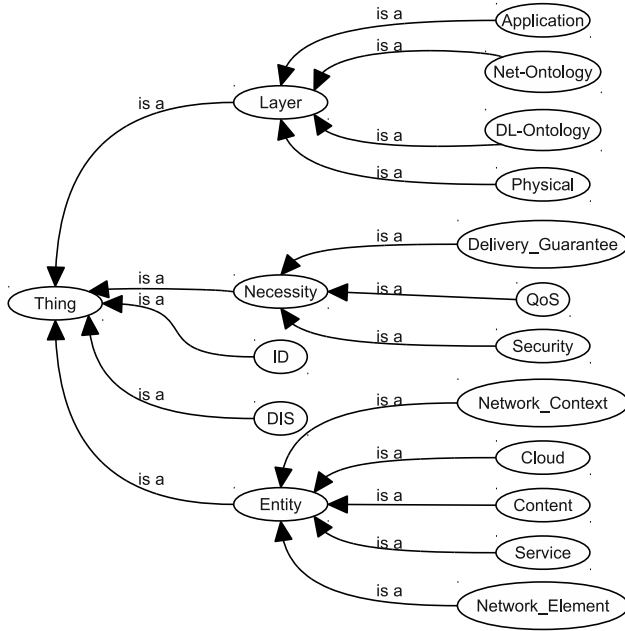 is a
Application
is a
Net-Ontology
Layer
is a
is a
DL-Ontology
is a
Physical
is a
Delivery_Guarantee
is a
Necessity
is a
QoS
Thing
is a
is a
Security
ID
is a
Network_Context
is a
DIS
is a
Cloud
is a
Entity
is a
Content
is a
Service
is a
Network_Element